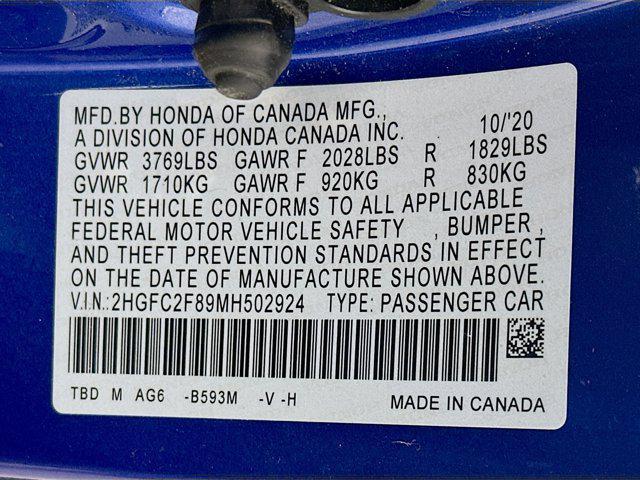 MFD.BY HONDA OF CANADA MFG.,
A DIVISION OF HONDA CANADA INC. 10/'20
GVWR 3769LBS GAWR F 2028LBS R 1829LBS
GVWR 1710KG GAWR F 920KG R 830KG
THIS VEHICLE CONFORMS TO ALL APPLICABLE
FEDERAL MOTOR VEHICLE SAFETY , BUMPER ,
AND THEFT PREVENTION STANDARDS IN EFFECT
ON THE DATE OF MANUFACTURE SHOWN ABOVE.
V.I.N.:2HGFC2F89MH502924 TYPE: PASSENGER CAR
TBD M AG6 -B593M -V -H MADE IN CANADA